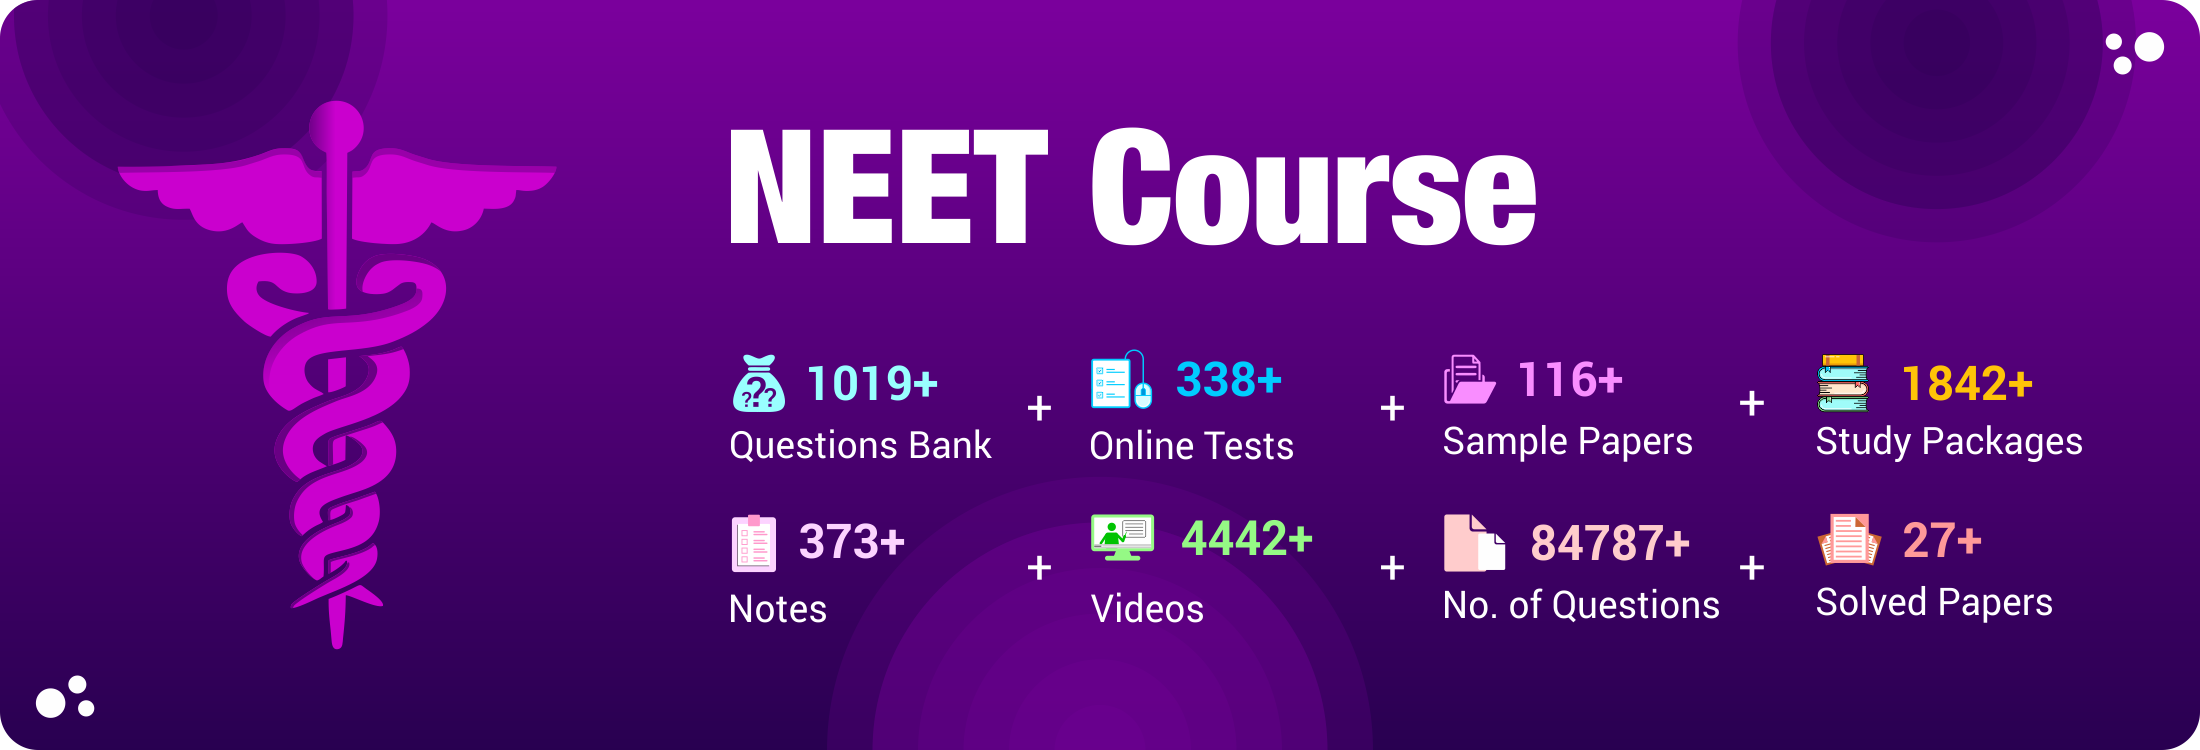 NEET Course
1019+
Questions Bank
+
338+
Online Tests
+
116+
Sample Papers
+
1842+
Study Packages
373+
Notes
+
4442+
Videos
+
84787+
No. of Questions
+
27+
Solved Papers